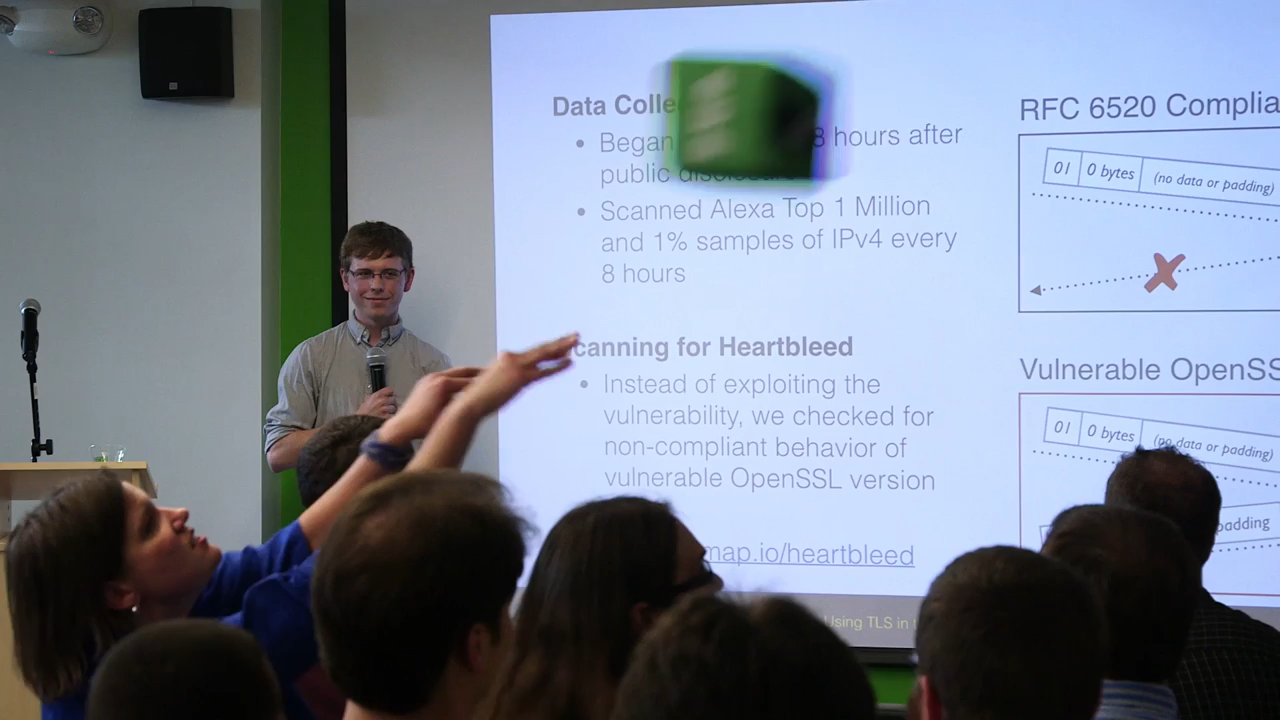 Data Colle
• Began 8 hours after
public disclosure
• Scanned Alexa Top 1 Million
and 1% samples of IPv4 every
8 hours
canning for Heartbleed
• Instead of exploiting the
vulnerability, we checked for
non-compliant behavior of
vulnerable OpenSSL version
map.io/heartbleed
RFC 6520 Complia
01 0 bytes (no data or padding)
Vulnerable OpenSS
01 0 bytes (no data or padding)
padding
Using TLS in